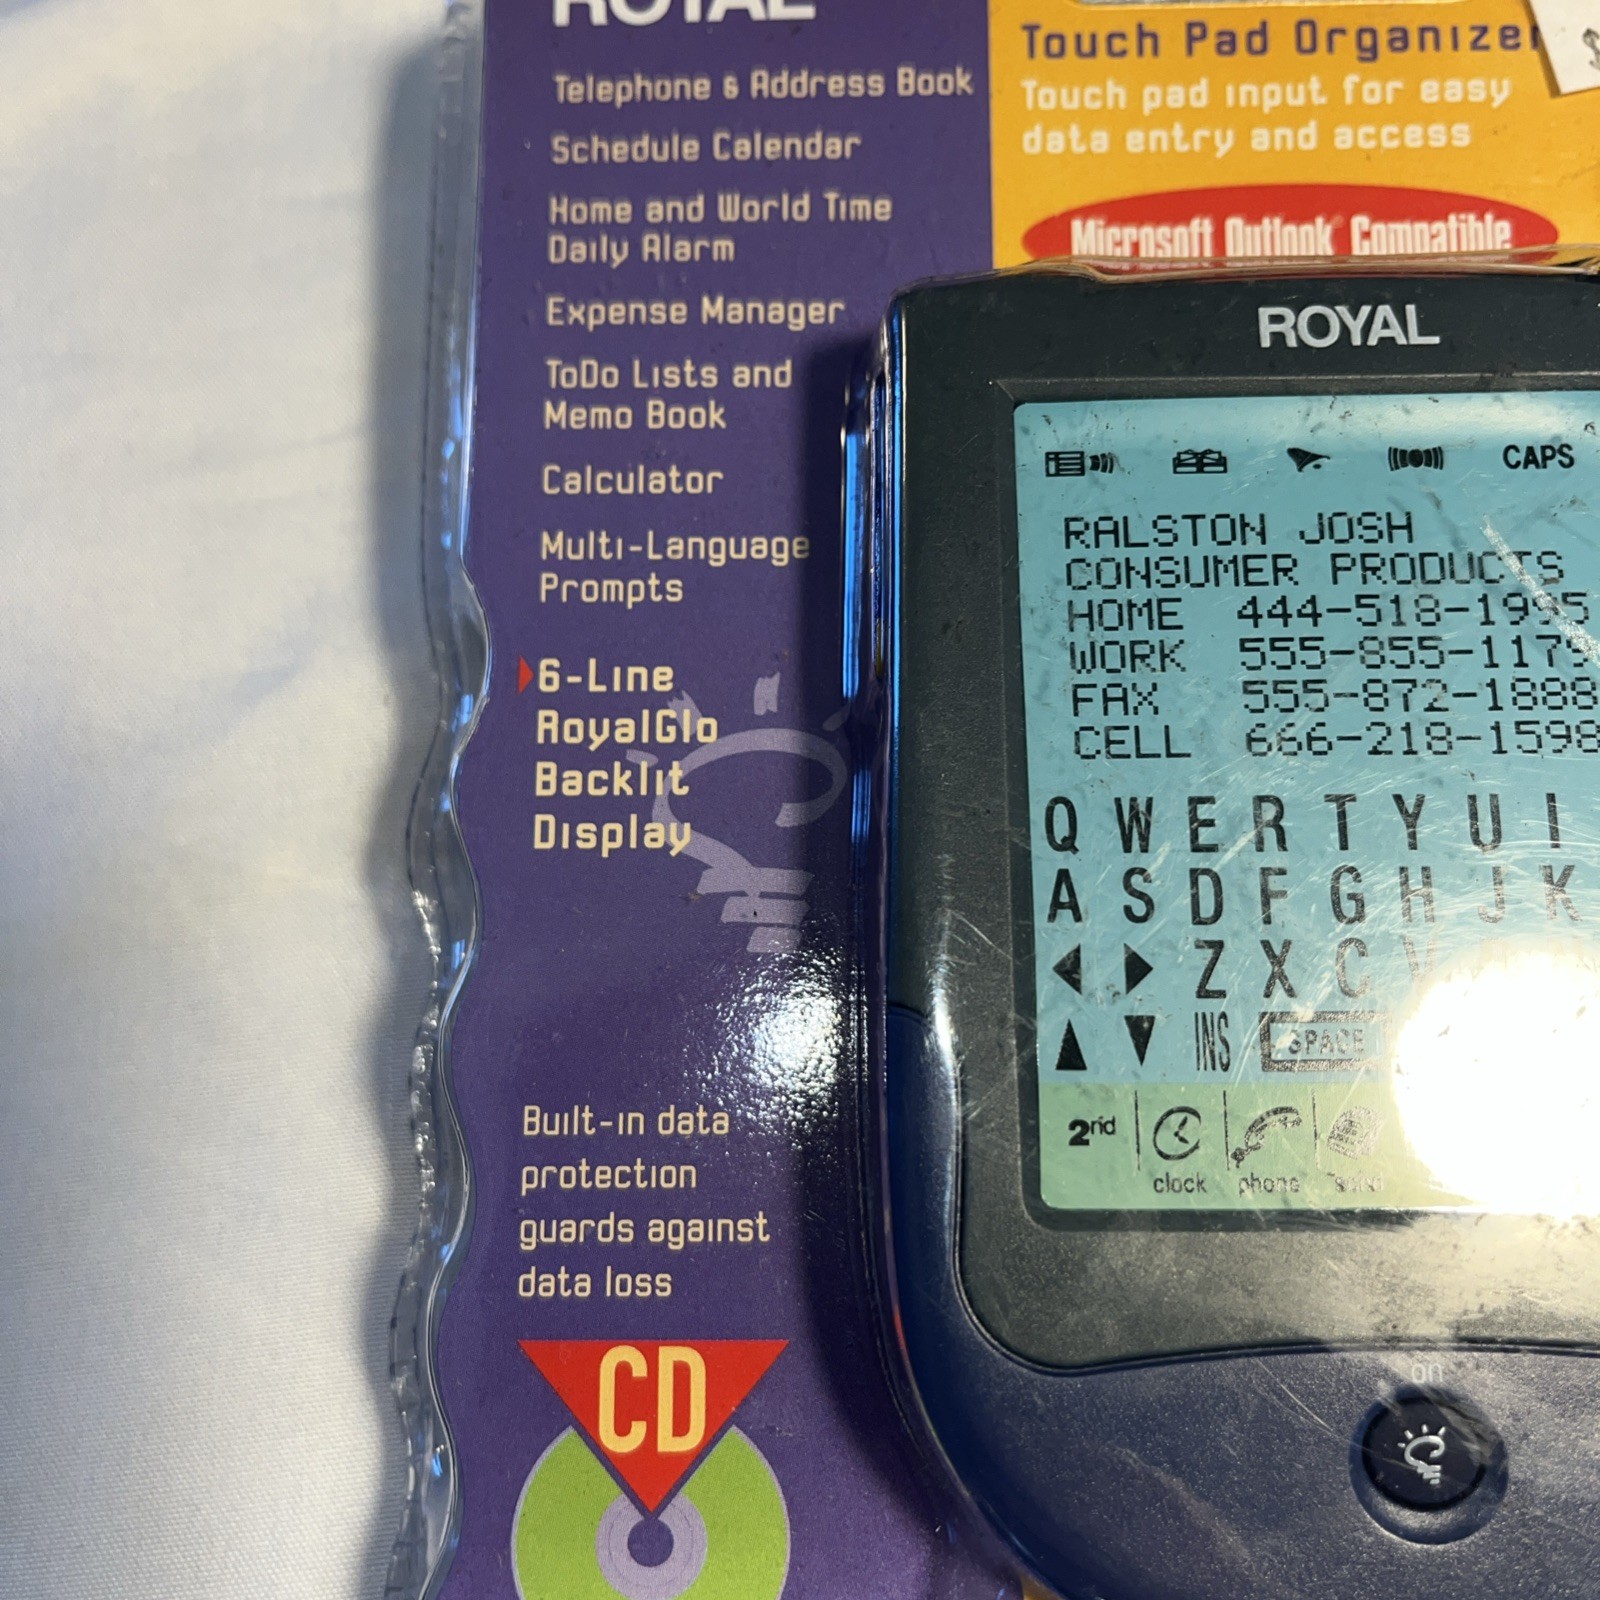 ROYAL
Telephone & Address Book
Schedule Calendar
Home and World Time
Daily Alarm
Expense Manager
ToDo Lists and
Memo Book
Calculator
Multi-Language
Prompts
6-Line
RoyalGlo
Backlit
Display
Built-in data
protection
guards against
data loss
CD
Touch Pad Organizer
Touch pad input for easy
data entry and access
Microsoft Outlook Compatible
$
ROYAL
CAPS
RALSTON JOSH
CONSUMER PRODUCTS
HOME 444-518-1995
WORK 555-855-1179
FAX 555-872-1888
CELL 666-218-1598
Q W E R T Y U I
A S D F G H J K
Z X C V
INS SPACE
2nd
clock phone
on